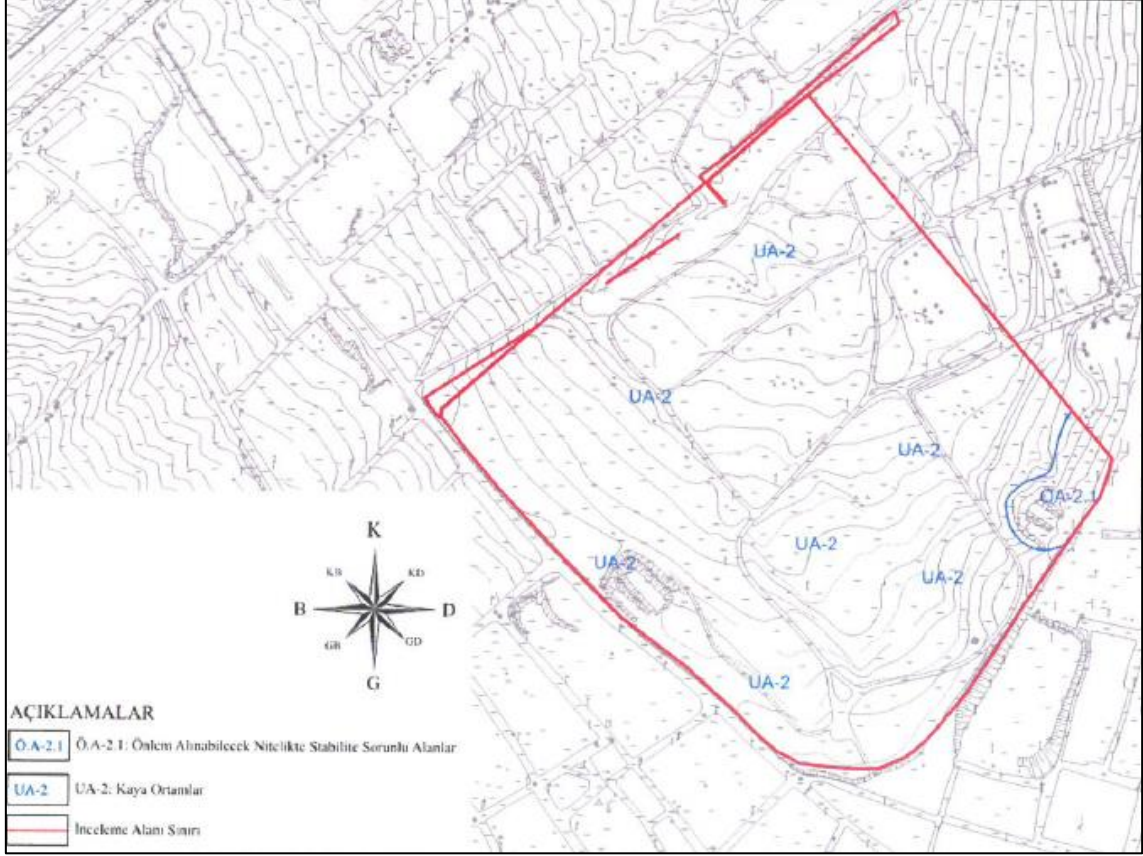 UA-2
UA-2
UA-2
ÖA-2.1
UA-2
UA-2
UA-2
UA-2
K
KB
KD
B
D
GB
GD
G
AÇIKLAMALAR
Ö.A-2.1 Ö.A-2.1: Önlem Alınabilecek Nitelikte Stabilite Sorunlu Alanlar
UA-2 UA-2: Kaya Ortamlar
İnceleme Alanı Sınırı